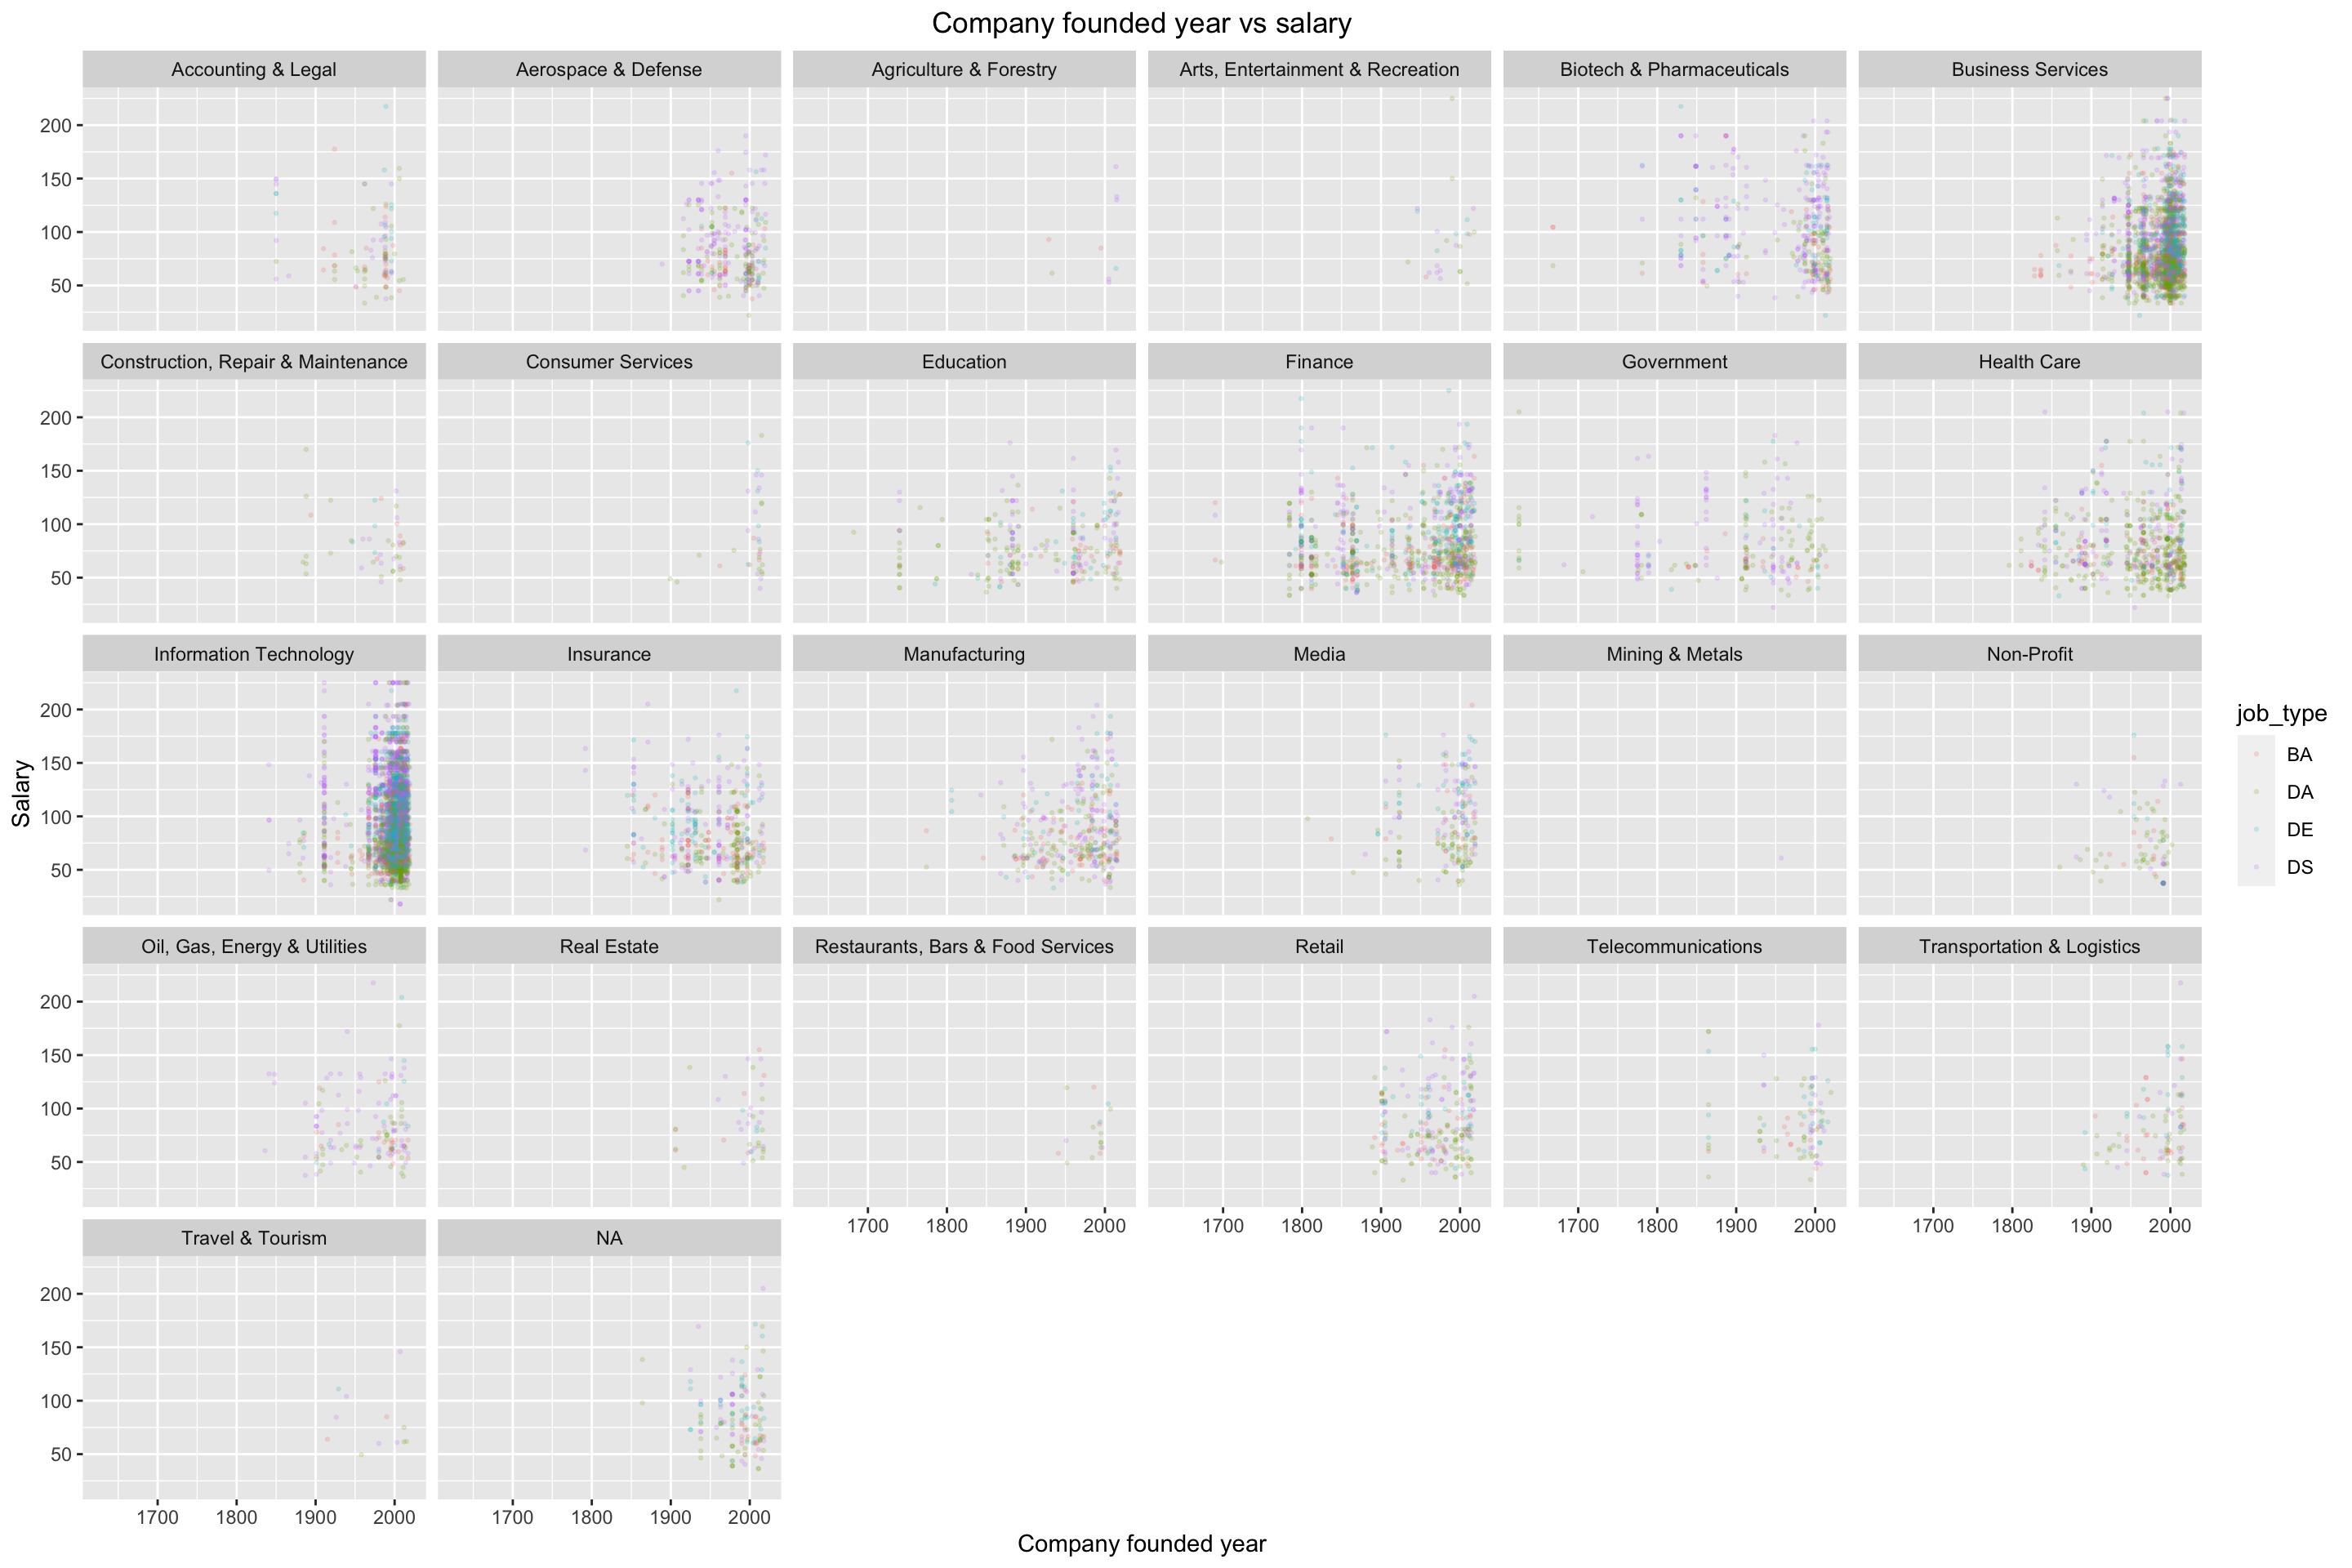 Company founded year vs salary
Accounting & Legal
Aerospace & Defense
Agriculture & Forestry
Arts, Entertainment & Recreation
Biotech & Pharmaceuticals
Business Services
200
150
100
50
Construction, Repair & Maintenance
Consumer Services
Education
Finance
Government
Health Care
200
150
100
50
Information Technology
Insurance
Manufacturing
Media
Mining & Metals
Non-Profit
200
150
100
50
Salary
job_type
BA
DA
DE
DS
Oil, Gas, Energy & Utilities
Real Estate
Restaurants, Bars & Food Services
Retail
Telecommunications
Transportation & Logistics
200
150
100
50
1700 1800 1900 2000
1700 1800 1900 2000
1700 1800 1900 2000
1700 1800 1900 2000
Travel & Tourism
NA
200
150
100
50
1700 1800 1900 2000
1700 1800 1900 2000
Company founded year